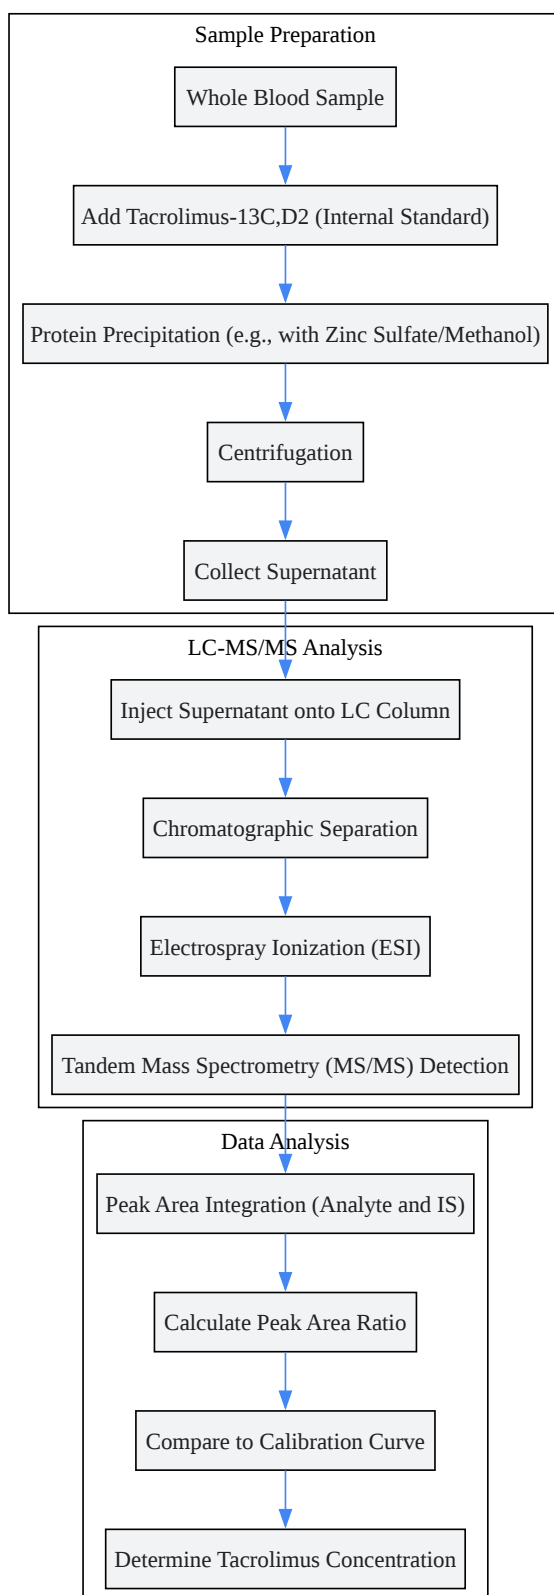 Sample Preparation
Whole Blood Sample
Add Tacrolimus-13C,D2 (Internal Standard)
Protein Precipitation (e.g., with Zinc Sulfate/Methanol)
Centrifugation
Collect Supernatant
LC-MS/MS Analysis
Inject Supernatant onto LC Column
Chromatographic Separation
Electrospray Ionization (ESI)
Tandem Mass Spectrometry (MS/MS) Detection
Data Analysis
Peak Area Integration (Analyte and IS)
Calculate Peak Area Ratio
Compare to Calibration Curve
Determine Tacrolimus Concentration